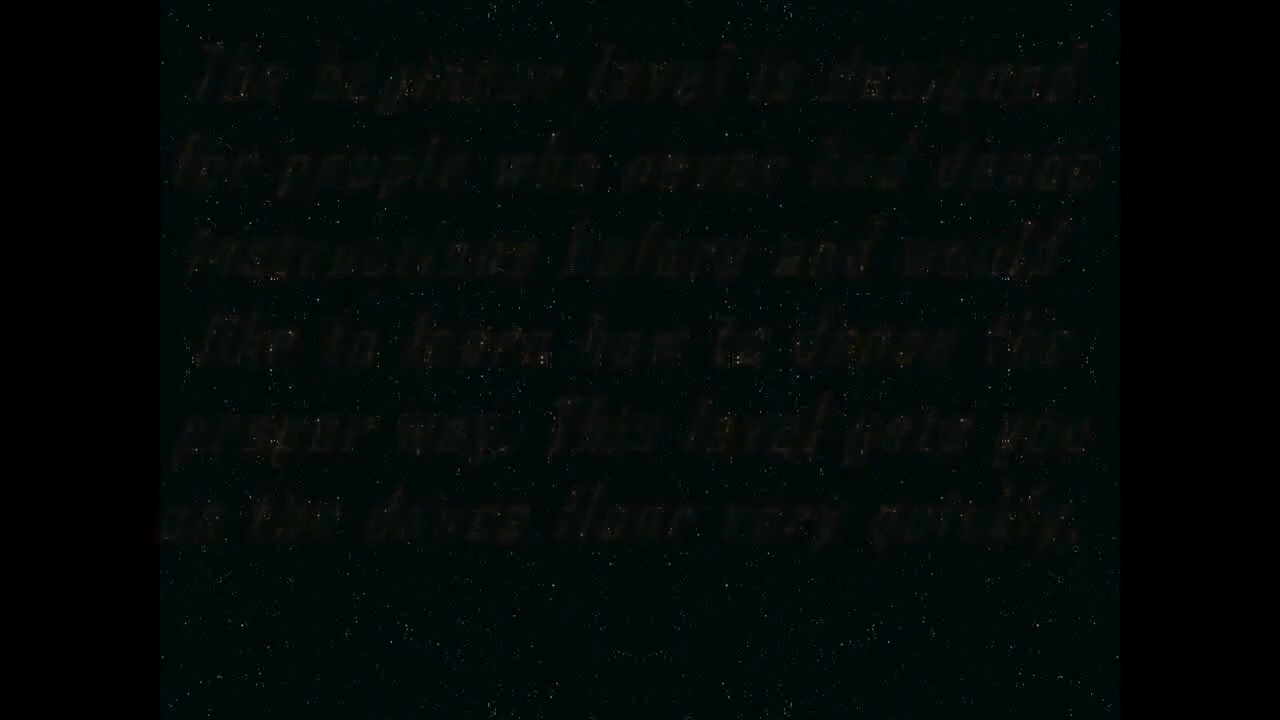 The beginner level is designed
for people who never had dance
instructions before and would
like to learn how to dance the
proper way. This level gets you
on the dance floor very quickly.